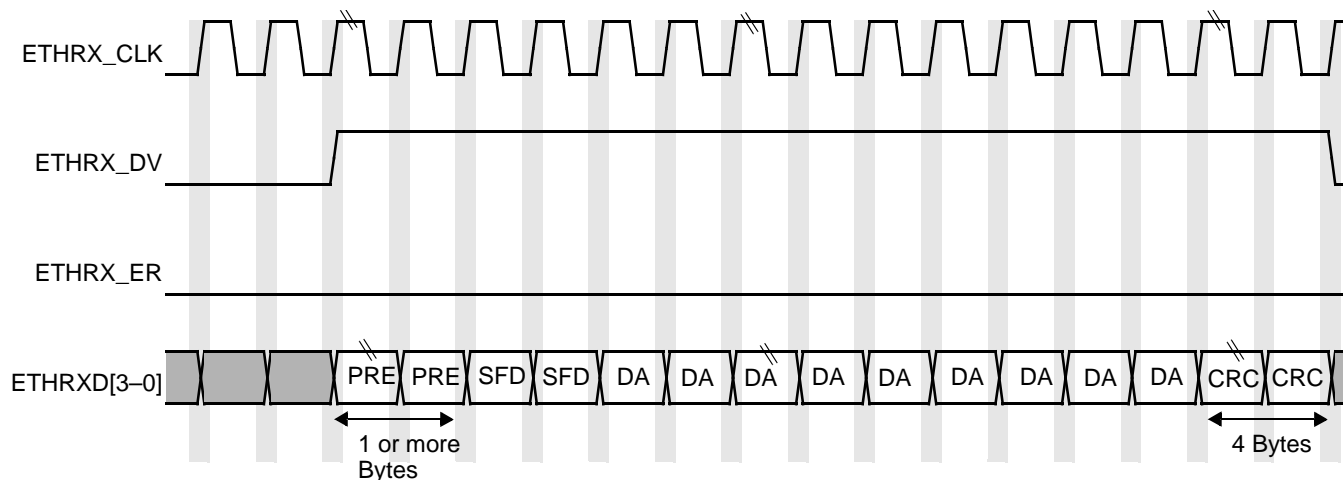 ETHRX_CLK
ETHRX_DV
ETHRX_ER
ETHRXD[3–0] PRE PRE SFD SFD DA DA DA DA DA DA DA DA DA CRC CRC
1 or more
Bytes
4 Bytes